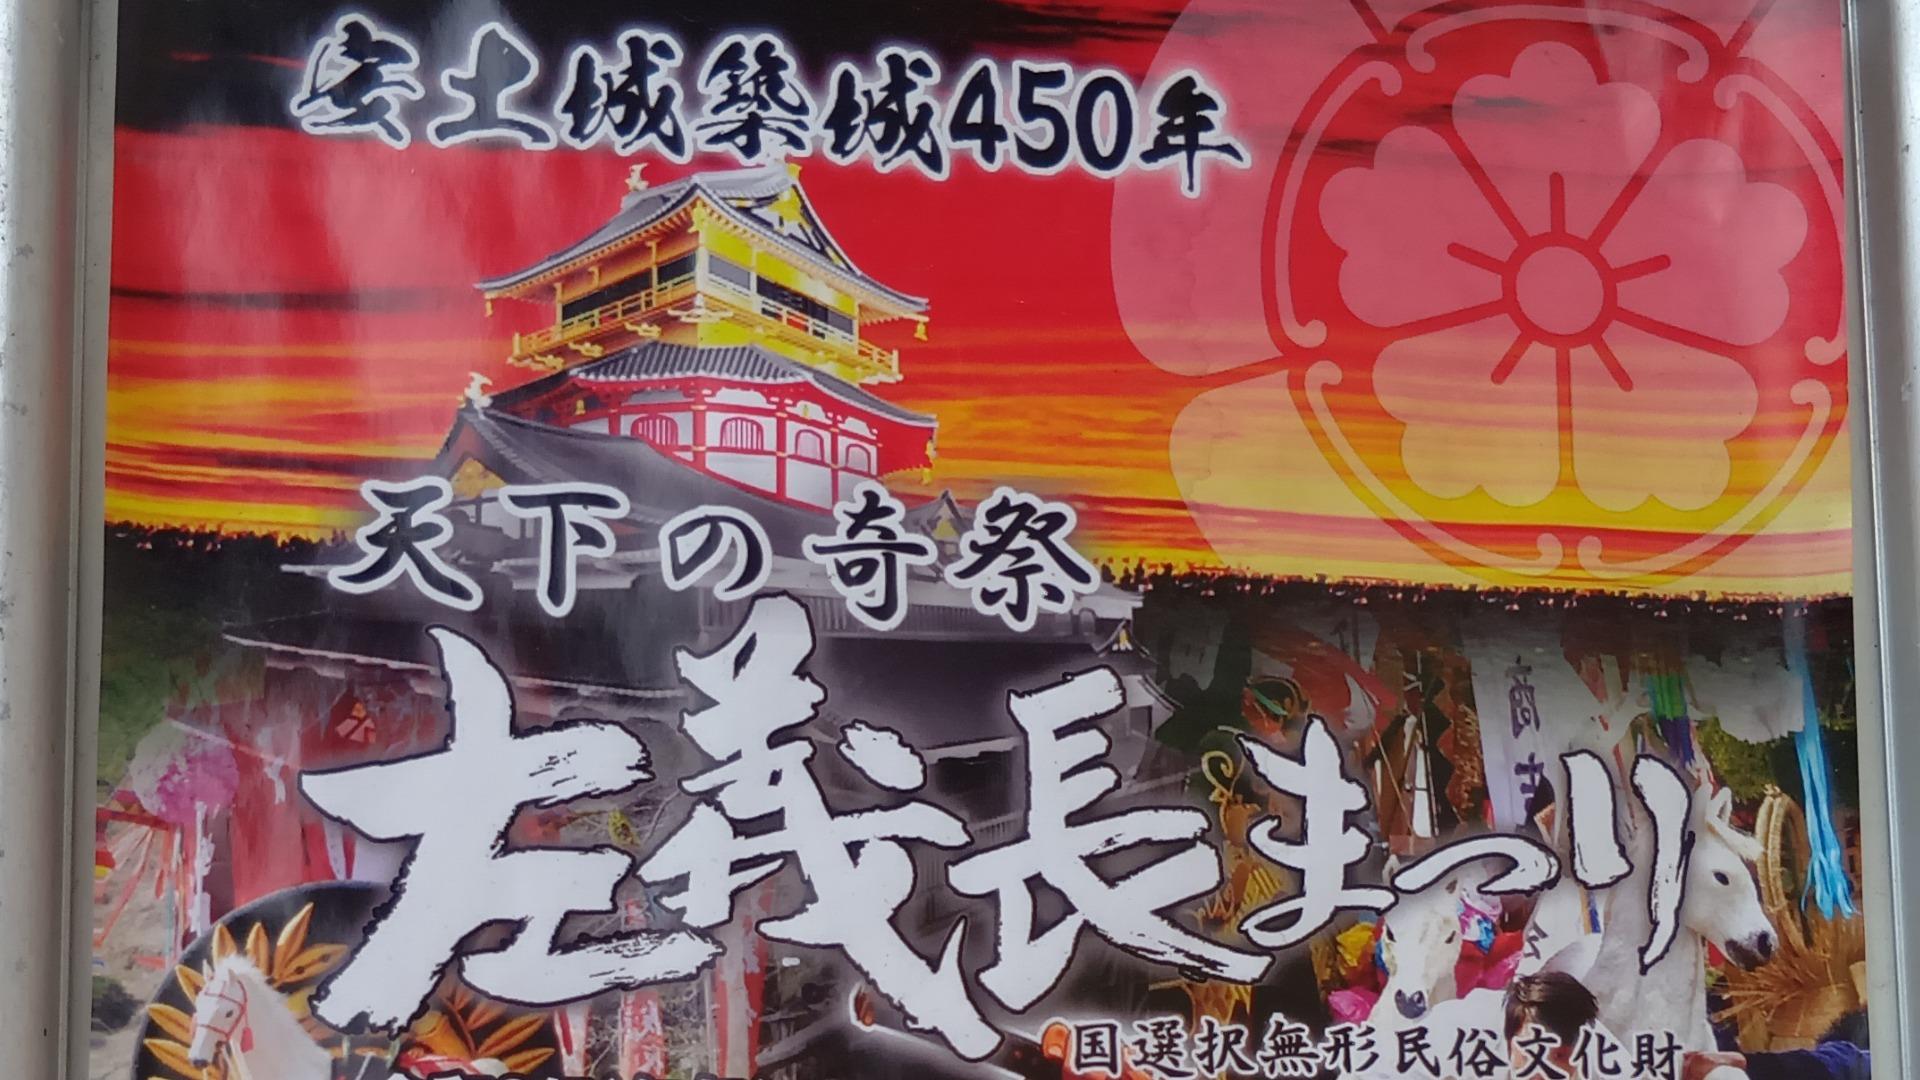 安土城築城450年
天下の奇祭
左義長まつり
国選択無形民俗文化財